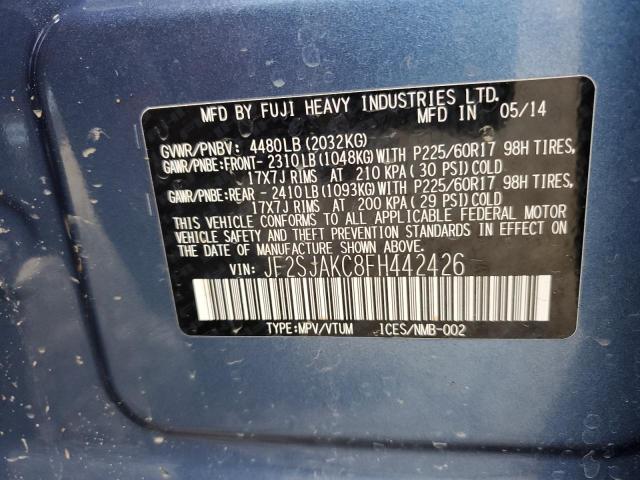 MFD BY FUJI HEAVY INDUSTRIES LTD.
MFD IN 05/14
GVWR/PNBV: 4480LB (2032KG)
GAWR/PNBE:FRONT- 2310LB (1048KG)WITH P225/60R17 98H TIRES,
17X7J RIMS AT 210 KPA (30 PSI)COLD
GAWR/PNBE:REAR - 2410LB (1093KG)WITH P225/60R17 98H TIRES,
17X7J RIMS AT 200 KPA (29 PSI)COLD
THIS VEHICLE CONFORMS TO ALL APPLICABLE FEDERAL MOTOR
VEHICLE SAFETY AND THEFT PREVENTION STANDARDS IN EFFECT ON
THE DATE OF MANUFACTURE SHOWN ABOVE.
VIN: JF2SJAKC8FH442426
TYPE:MPV/VTUM ICES/NMB-002